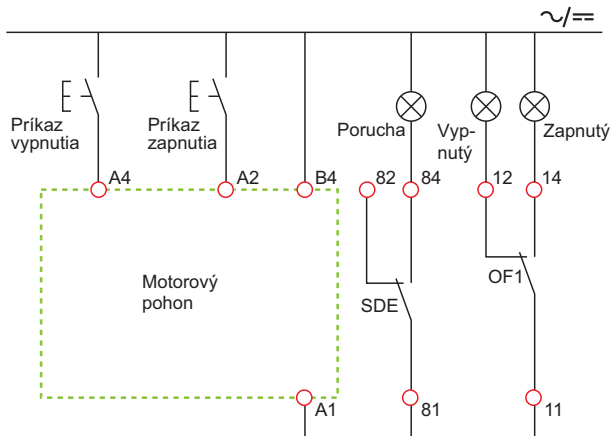 ~/==
Príkaz
vypnutia
Príkaz
zapnutia
Porucha
Vyp-
nutý
Zapnutý
A4
A2
B4
82
84
12
14
Motorový
pohon
SDE
OF1
A1
81
11